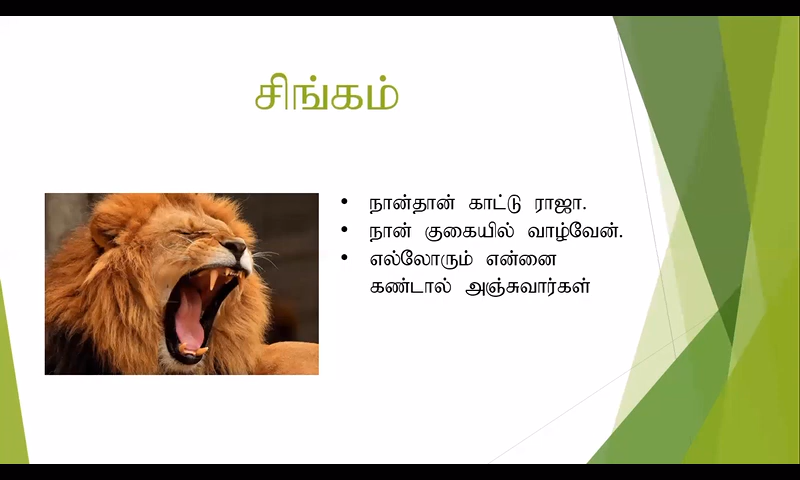 சிங்கம்
• நான்தான் காட்டு ராஜா.
• நான் குகையில் வாழ்வேன்.
• எல்லோரும் என்னை
கண்டால் அஞ்சுவார்கள்